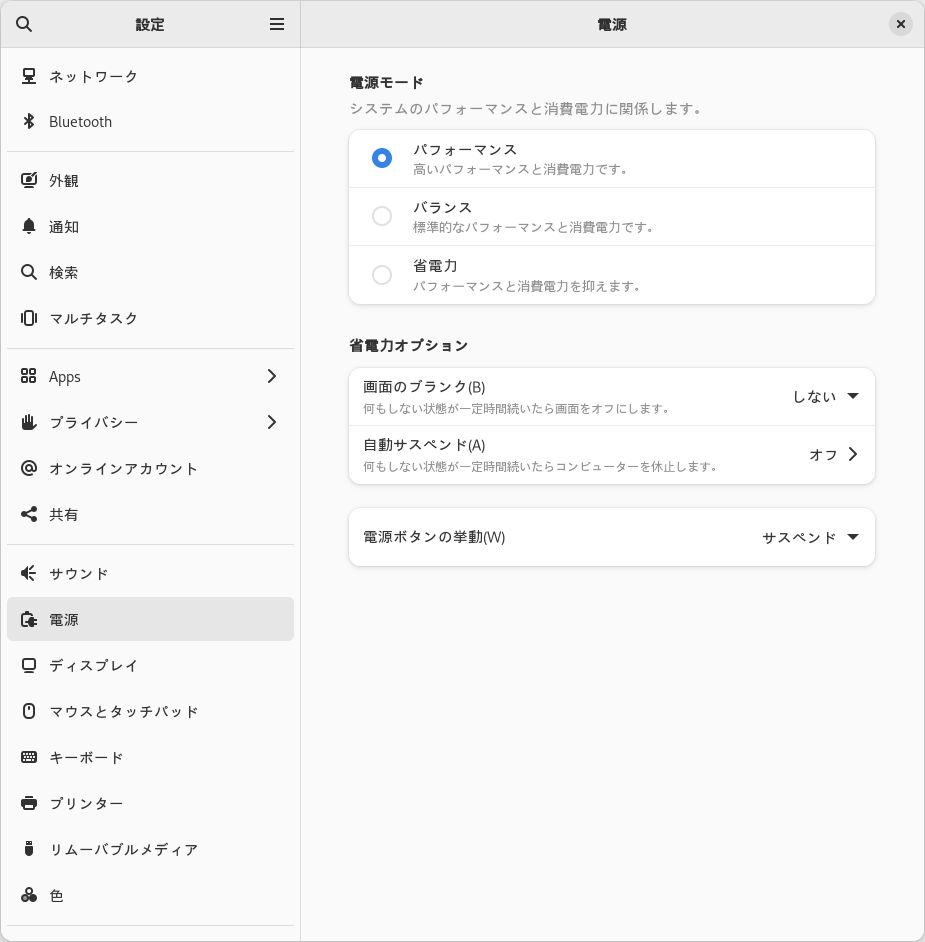 設定
ネットワーク
Bluetooth
外観
通知
検索
マルチタスク
Apps
プライバシー
オンラインアカウント
共有
サウンド
電源
ディスプレイ
マウスとタッチパッド
キーボード
プリンター
リムーバブルメディア
色
電源
電源モード
システムのパフォーマンスと消費電力に関係します。
パフォーマンス
高いパフォーマンスと消費電力です。
バランス
標準的なパフォーマンスと消費電力です。
省電力
パフォーマンスと消費電力を抑えます。
省電力オプション
画面のブランク(B)
何もしない状態が一定時間続いたら画面をオフにします。
しない
自動サスペンド(A)
何もしない状態が一定時間続いたらコンピューターを休止します。
オフ
電源ボタンの挙動(W)
サスペンド